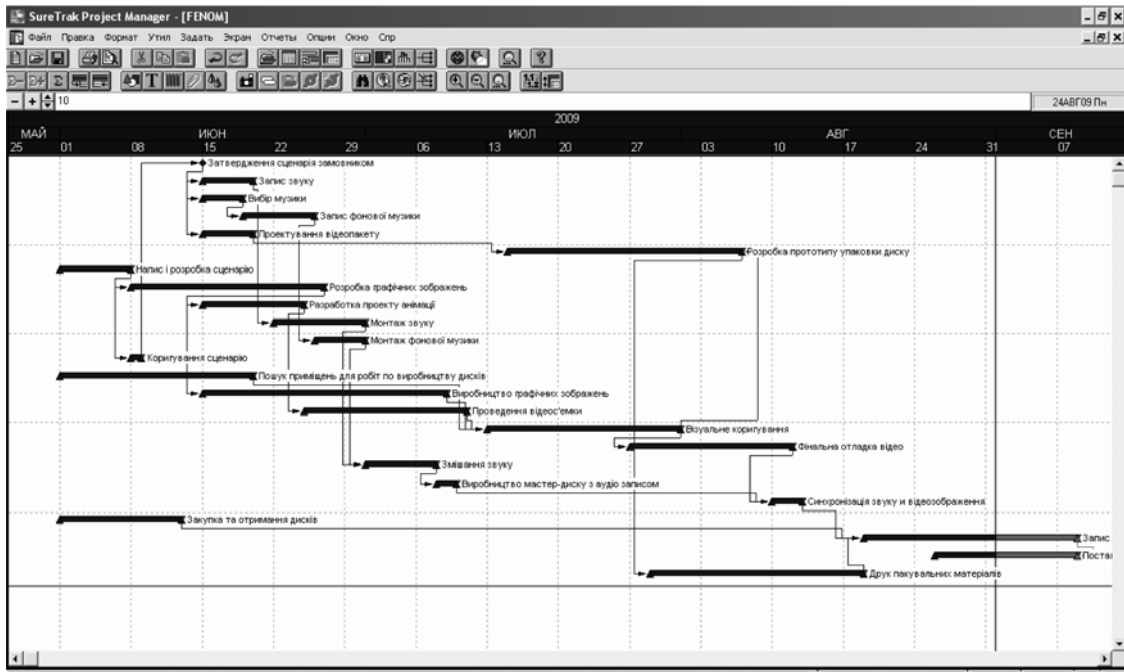 SureTrak Project Manager - [FENOM]
Файл Правка Формат Утил Задать Экран Отчеты Опции Окно Спр
10 24АВГ09 Пн
2009
МАЙ ИЮН ИЮЛ АВГ СЕН
25 01 08 15 22 29 06 13 20 27 03 10 17 24 31 07
Затвердження сценарія замовником
Запис звуку
Вибір музики
Запис фонової музики
Проектування відеопакету
Розробка прототипу упаковки диску
Напис і розробка сценарію
Розробка графічних зображень
Разработка проекту анімації
Монтаж звуку
Монтаж фонової музики
Коригування сценарію
Пошук приміщень для робіт по виробництву дисків
Виробництво графічних зображень
Проведення відеос'емки
Візуальне коригування
Фінальна отладка відео
Змішання звуку
Виробництво мастер-диску з аудіо записом
Синхронізація звуку и відеозображення
Закупка та отримання дисків
Запис
Поста
Друк пакувальних матеріалів